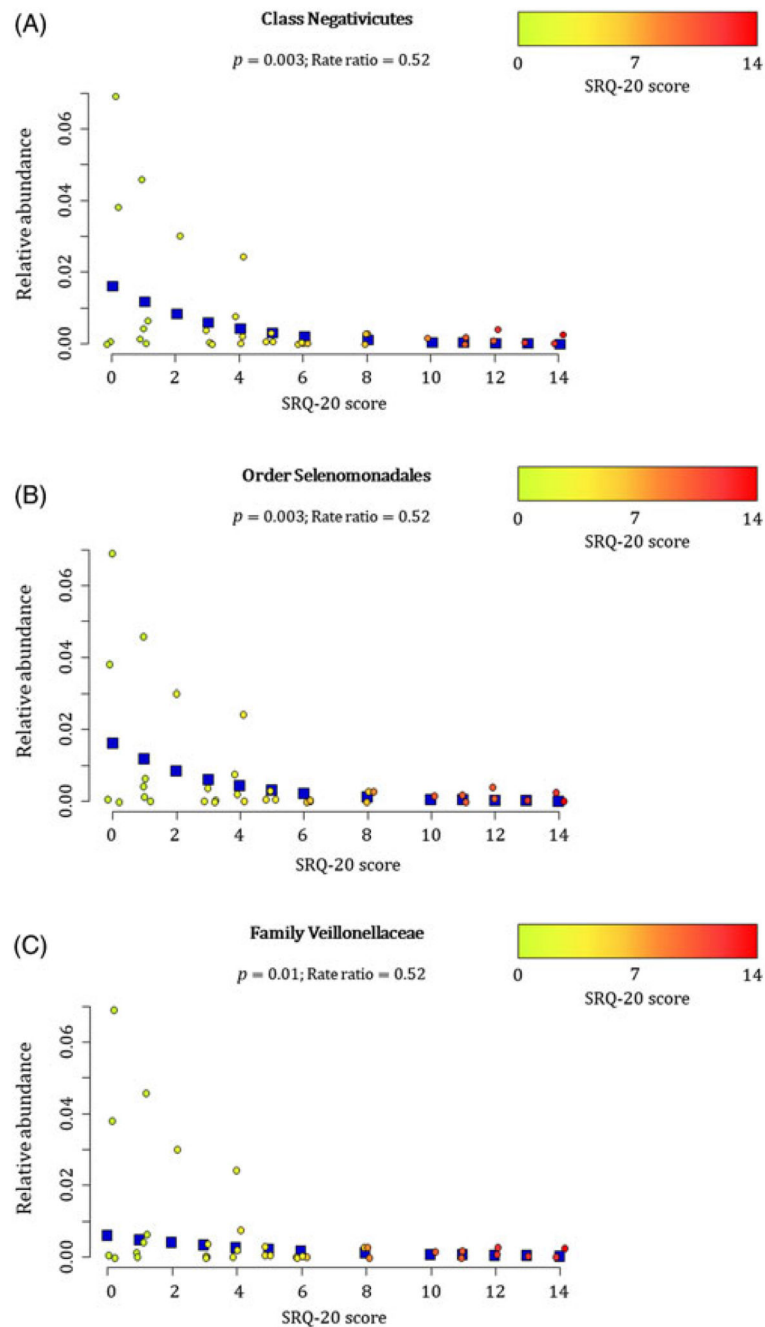 (A)
Class Negativicutes
p = 0.003; Rate ratio = 0.52
0 7 14
SRQ-20 score
Relative abundance
0.06
0.04
0.02
0.00
0 2 4 6 8 10 12 14
SRQ-20 score
(B)
Order Selenomonadales
p = 0.003; Rate ratio = 0.52
0 7 14
SRQ-20 score
Relative abundance
0.06
0.04
0.02
0.00
0 2 4 6 8 10 12 14
SRQ-20 score
(C)
Family Veillonellaceae
p = 0.01; Rate ratio = 0.52
0 7 14
SRQ-20 score
Relative abundance
0.06
0.04
0.02
0.00
0 2 4 6 8 10 12 14
SRQ-20 score